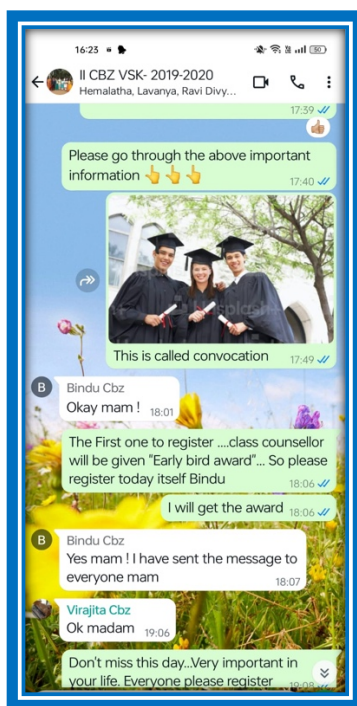 16:23
50
II CBZ VSK- 2019-2020
Hemalatha, Lavanya, Ravi Divy...
17:39
Please go through the above important
information 👆👆👆
17:40
This is called convocation 17:49
B
Bindu Cbz
Okay mam ! 18:01
The First one to register ....class counsellor
will be given "Early bird award"... So please
register today itself Bindu
18:06
I will get the award 18:06
B
Bindu Cbz
Yes mam ! I have sent the message to
everyone mam
18:07
Virajita Cbz
Ok madam 19:06
Don't miss this day...Very important in
your life. Everyone please register 19:08